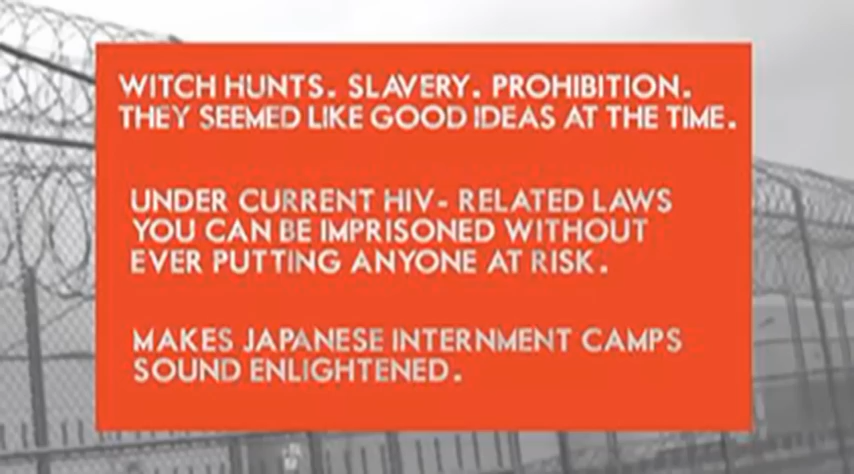 WITCH HUNTS. SLAVERY. PROHIBITION.
THEY SEEMED LIKE GOOD IDEAS AT THE TIME.
UNDER CURRENT HIV- RELATED LAWS
YOU CAN BE IMPRISONED WITHOUT
EVER PUTTING ANYONE AT RISK.
MAKES JAPANESE INTERNMENT CAMPS
SOUND ENLIGHTENED.